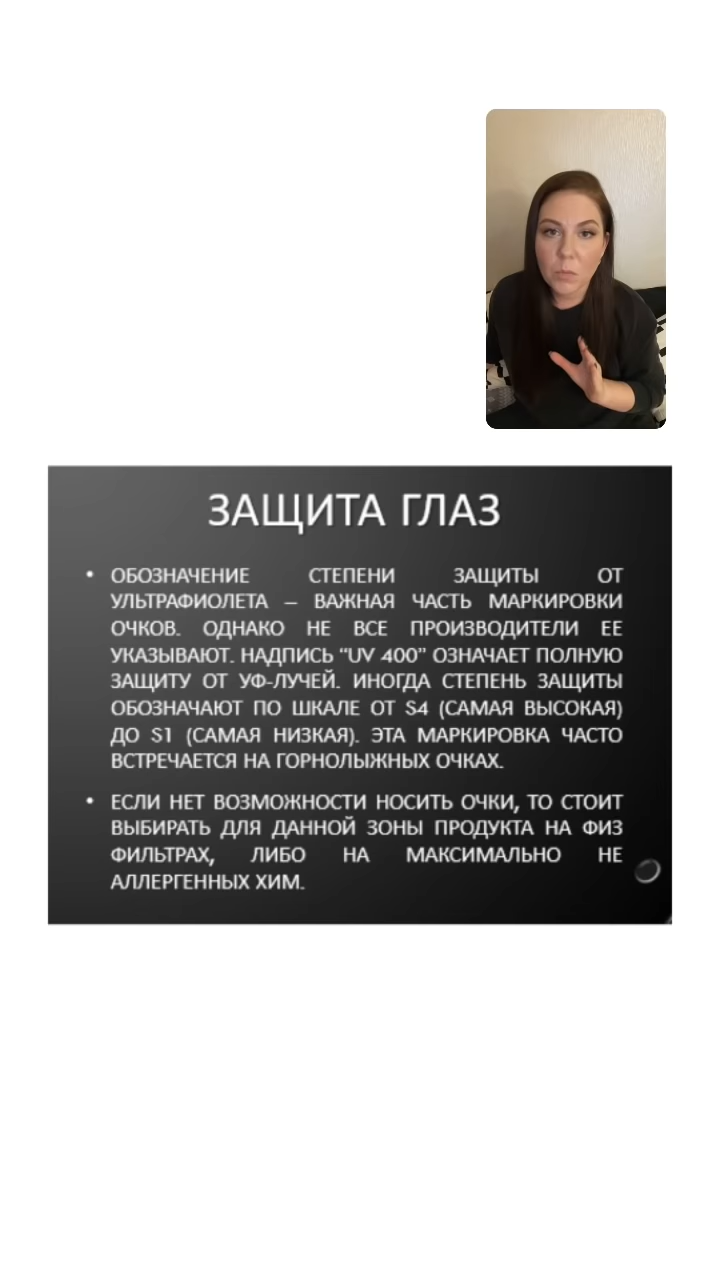 ЗАЩИТА ГЛАЗ
• ОБОЗНАЧЕНИЕ СТЕПЕНИ ЗАЩИТЫ ОТ
УЛЬТРАФИОЛЕТА – ВАЖНАЯ ЧАСТЬ МАРКИРОВКИ
ОЧКОВ. ОДНАКО НЕ ВСЕ ПРОИЗВОДИТЕЛИ ЕЕ
УКАЗЫВАЮТ. НАДПИСЬ “UV 400” ОЗНАЧАЕТ ПОЛНУЮ
ЗАЩИТУ ОТ УФ-ЛУЧЕЙ. ИНОГДА СТЕПЕНЬ ЗАЩИТЫ
ОБОЗНАЧАЮТ ПО ШКАЛЕ ОТ S4 (САМАЯ ВЫСОКАЯ)
ДО S1 (САМАЯ НИЗКАЯ). ЭТА МАРКИРОВКА ЧАСТО
ВСТРЕЧАЕТСЯ НА ГОРНОЛЫЖНЫХ ОЧКАХ.
• ЕСЛИ НЕТ ВОЗМОЖНОСТИ НОСИТЬ ОЧКИ, ТО СТОИТ
ВЫБИРАТЬ ДЛЯ ДАННОЙ ЗОНЫ ПРОДУКТА НА ФИЗ
ФИЛЬТРАХ, ЛИБО НА МАКСИМАЛЬНО НЕ
АЛЛЕРГЕННЫХ ХИМ.